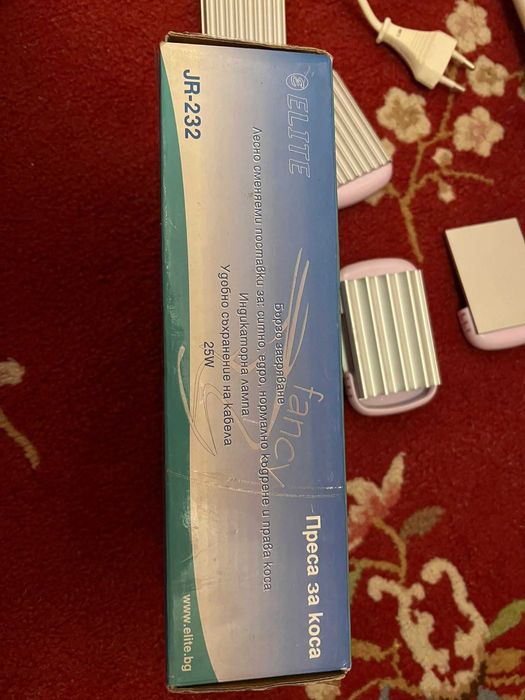 ELITE
Преса за коса
fancy
Бързо загряване
Лесно сменяеми поставки за: ситно, едро, нормално къдрене и права коса
Индикаторна лампа
Удобно съхранение на кабела
25W
JR-232
www.elite.bg